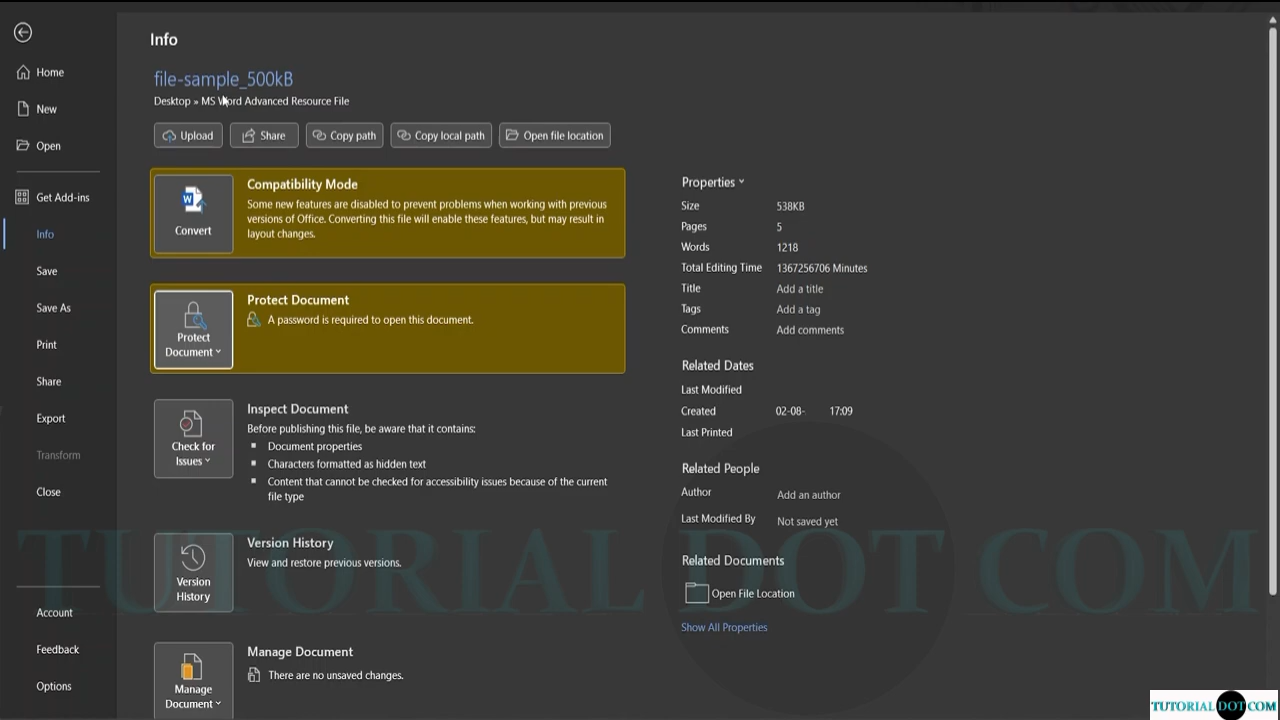 Info
Home
New
Open
Get Add-ins
Info
Save
Save As
Print
Share
Export
Transform
Close
Account
Feedback
Options
file-sample_500kB
Desktop » MS Word Advanced Resource File
Upload
Share
Copy path
Copy local path
Open file location
Convert
Compatibility Mode
Some new features are disabled to prevent problems when working with previous
versions of Office. Converting this file will enable these features, but may result in
layout changes.
Protect
Document
Protect Document
A password is required to open this document.
Check for
Issues
Inspect Document
Before publishing this file, be aware that it contains:
Document properties
Characters formatted as hidden text
Content that cannot be checked for accessibility issues because of the current
file type
Version
History
Version History
View and restore previous versions.
Manage
Document
Manage Document
There are no unsaved changes.
Properties
Size 538KB
Pages 5
Words 1218
Total Editing Time 1367256706 Minutes
Title Add a title
Tags Add a tag
Comments Add comments
Related Dates
Last Modified
Created 02-08- 17:09
Last Printed
Related People
Author Add an author
Last Modified By Not saved yet
Related Documents
Open File Location
Show All Properties
TUTORIAL DOT COM
TUTORIAL DOT COM